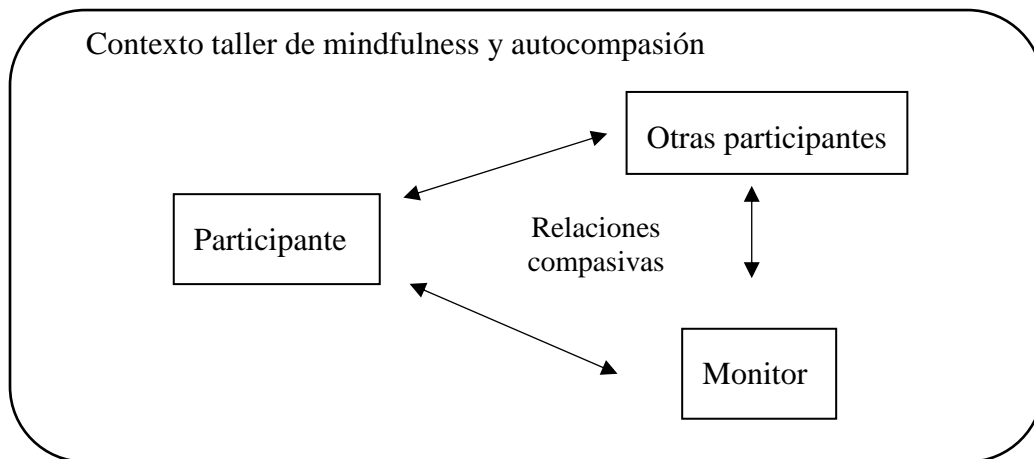 Contexto taller de mindfulness y autocompasión
Otras participantes
Participante
Relaciones
compasivas
Monitor